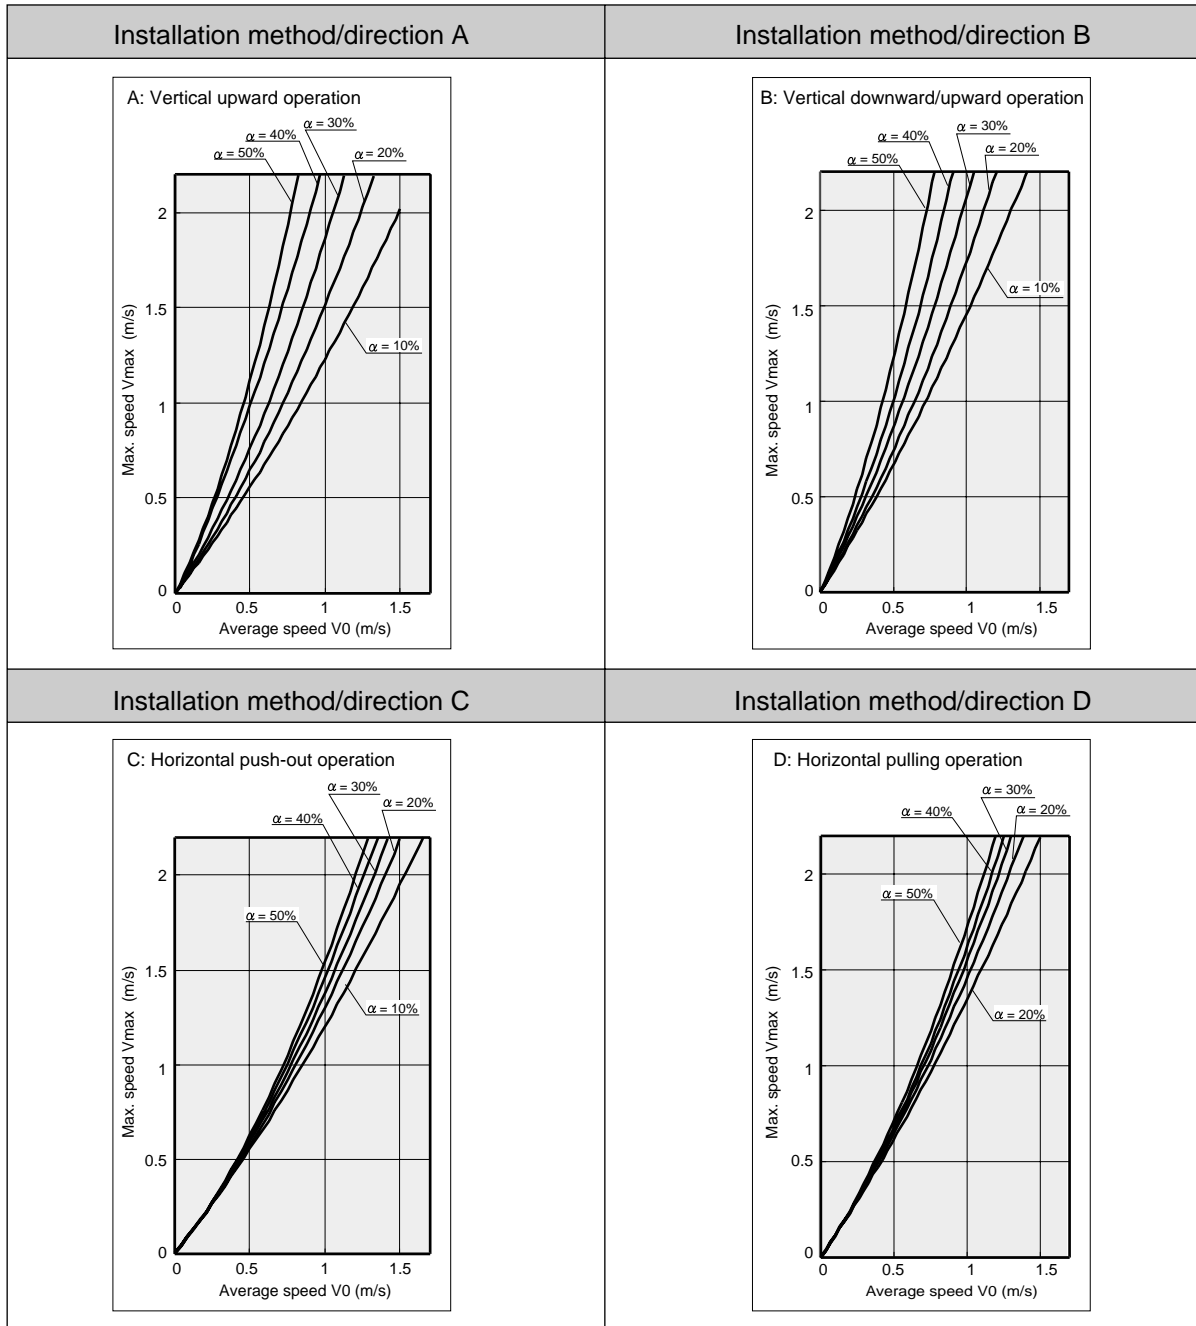 Installation method/direction A
Installation method/direction B
A: Vertical upward operation
α = 30%
α = 40%
α = 20%
α = 50%
2
1.5
α = 10%
1
0.5
0
Max. speed Vmax (m/s)
0 0.5 1 1.5
Average speed V0 (m/s)
B: Vertical downward/upward operation
α = 30%
α = 40%
α = 20%
α = 50%
2
1.5
α = 10%
1
0.5
0
Max. speed Vmax (m/s)
0 0.5 1 1.5
Average speed V0 (m/s)
Installation method/direction C
Installation method/direction D
C: Horizontal push-out operation
α = 30%
α = 20%
α = 40%
2
α = 50%
1.5
α = 10%
1
0.5
0
Max. speed Vmax (m/s)
0 0.5 1 1.5
Average speed V0 (m/s)
D: Horizontal pulling operation
α = 30%
α = 40%
α = 20%
2
α = 50%
1.5
α = 20%
1
0.5
0
Max. speed Vmax (m/s)
0 0.5 1 1.5
Average speed V0 (m/s)